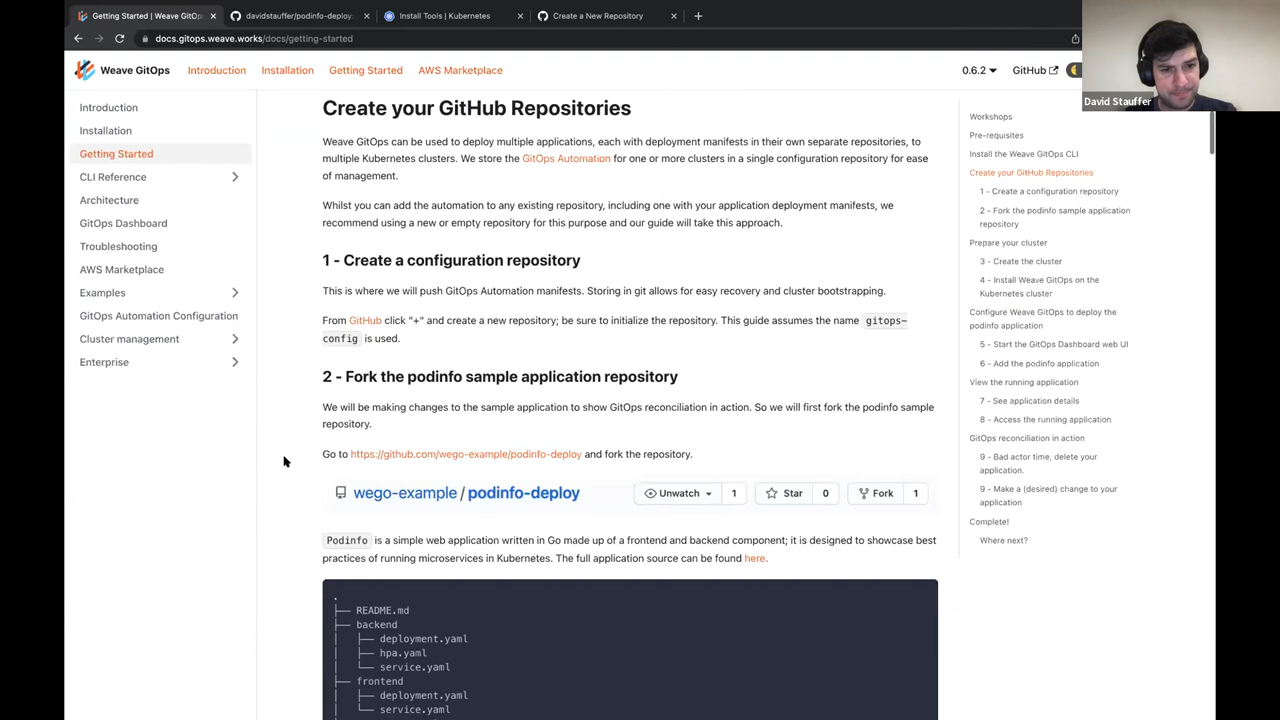 Getting Started | Weave GitOp
davidstauffer/podinfo-deploy:
Install Tools | Kubernetes
Create a New Repository
docs.gitops.weave.works/docs/getting-started
David Stauffer
Weave GitOps
Introduction
Installation
Getting Started
AWS Marketplace
0.6.2
GitHub
Introduction
Installation
Getting Started
CLI Reference
Architecture
GitOps Dashboard
Troubleshooting
AWS Marketplace
Examples
GitOps Automation Configuration
Cluster management
Enterprise
Create your GitHub Repositories
Weave GitOps can be used to deploy multiple applications, each with deployment manifests in their own separate repositories, to
multiple Kubernetes clusters. We store the GitOps Automation for one or more clusters in a single configuration repository for ease
of management.
Whilst you can add the automation to any existing repository, including one with your application deployment manifests, we
recommend using a new or empty repository for this purpose and our guide will take this approach.
1 - Create a configuration repository
This is where we will push GitOps Automation manifests. Storing in git allows for easy recovery and cluster bootstrapping.
From GitHub click "+" and create a new repository; be sure to initialize the repository. This guide assumes the name gitops-
config is used.
2 - Fork the podinfo sample application repository
We will be making changes to the sample application to show GitOps reconciliation in action. So we will first fork the podinfo sample
repository.
Go to https://github.com/wego-example/podinfo-deploy and fork the repository.
wego-example / podinfo-deploy
Unwatch 1
Star 0
Fork 1
Podinfo is a simple web application written in Go made up of a frontend and backend component; it is designed to showcase best
practices of running microservices in Kubernetes. The full application source can be found here.
.
├── README.md
├── backend
│   ├── deployment.yaml
│   ├── hpa.yaml
│   └── service.yaml
├── frontend
│   ├── deployment.yaml
│   └── service.yaml
Workshops
Pre-requisites
Install the Weave GitOps CLI
Create your GitHub Repositories
1 - Create a configuration repository
2 - Fork the podinfo sample application
repository
Prepare your cluster
3 - Create the cluster
4 - Install Weave GitOps on the
Kubernetes cluster
Configure Weave GitOps to deploy the
podinfo application
5 - Start the GitOps Dashboard web UI
6 - Add the podinfo application
View the running application
7 - See application details
8 - Access the running application
GitOps reconciliation in action
9 - Bad actor time, delete your
application.
9 - Make a (desired) change to your
application
Complete!
Where next?